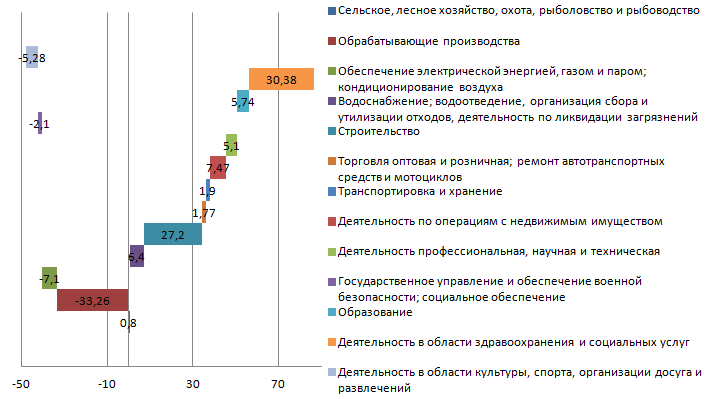 Сельское, лесное хозяйство, охота, рыболовство и рыбоводство
Обрабатывающие производства
Обеспечение электрической энергией, газом и паром;
кондиционирование воздуха
Водоснабжение; водоотведение, организация сбора и
утилизации отходов, деятельность по ликвидации загрязнений
Строительство
Торговля оптовая и розничная; ремонт автотранспортных
средств и мотоциклов
Транспортировка и хранение
Деятельность по операциям с недвижимым имуществом
Деятельность профессиональная, научная и техническая
Государственное управление и обеспечение военной
безопасности; социальное обеспечение
Образование
Деятельность в области здравоохранения и социальных услуг
Деятельность в области культуры, спорта, организации досуга и
развлечений
-5,28
30,38
5,74
-2,1
5,1
7,47
1,9
1,77
27,2
6,4
-7,1
-33,26
0,8
-50 -10 30 70